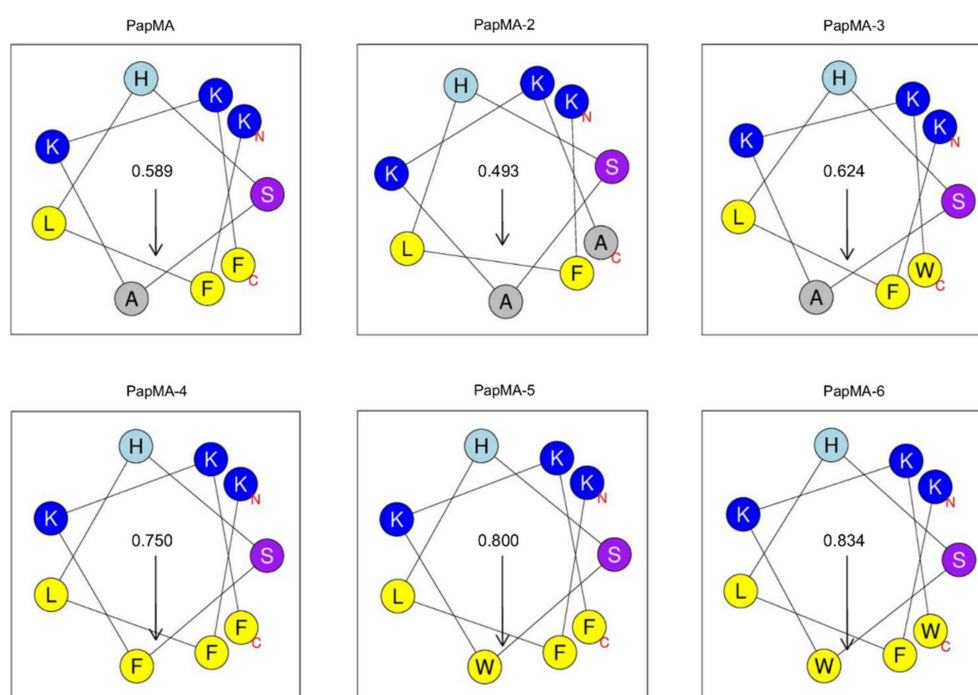 PapMA
PapMA-2
PapMA-3
H
K
K
N
K
0.589
S
L
F
C
F
A
H
K
K
N
K
0.493
S
L
A
C
F
A
H
K
K
N
K
0.624
S
L
W
C
F
A
PapMA-4
PapMA-5
PapMA-6
H
K
K
N
K
0.750
S
L
F
C
F
F
H
K
K
N
K
0.800
S
L
F
C
F
W
H
K
K
N
K
0.834
S
L
W
C
F
W